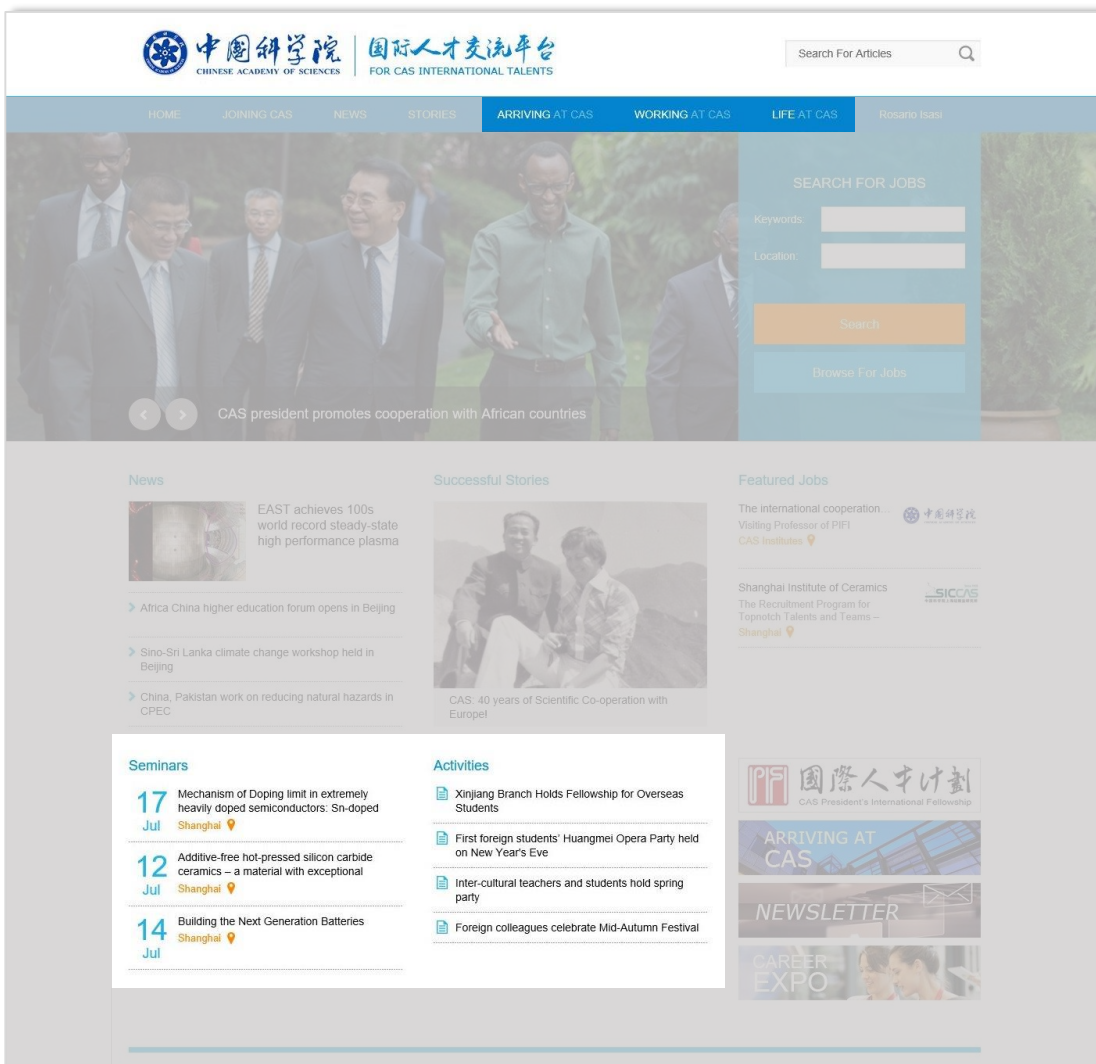 中國科学院
CHINESE ACADEMY OF SCIENCES
国际人才交流平台
FOR CAS INTERNATIONAL TALENTS
Search For Articles
HOME JOINING CAS NEWS STORIES ARRIVING AT CAS WORKING AT CAS LIFE AT CAS Rosario Isasi
SEARCH FOR JOBS
Keywords:
Location:
Search
Browse For Jobs
CAS president promotes cooperation with African countries
News
EAST achieves 100s
world record steady-state
high performance plasma
Africa China higher education forum opens in Beijing
Sino-Sri Lanka climate change workshop held in
Beijing
China, Pakistan work on reducing natural hazards in
CPEC
Successful Stories
CAS: 40 years of Scientific Co-operation with
Europe!
Featured Jobs
The international cooperation...
Visiting Professor of PIFI
CAS Institutes
中國科学院
Shanghai Institute of Ceramics
The Recruitment Program for
Topnotch Talents and Teams –
Shanghai
SICCAS
Seminars
17
Jul
Mechanism of Doping limit in extremely
heavily doped semiconductors: Sn-doped
Shanghai
12
Jul
Additive-free hot-pressed silicon carbide
ceramics – a material with exceptional
Shanghai
14
Jul
Building the Next Generation Batteries
Shanghai
Activities
Xinjiang Branch Holds Fellowship for Overseas
Students
First foreign students' Huangmei Opera Party held
on New Year's Eve
Inter-cultural teachers and students hold spring
party
Foreign colleagues celebrate Mid-Autumn Festival
PIFI
國際人才计劃
CAS President's International Fellowship
ARRIVING AT
CAS
NEWSLETTER
CAREER
EXPO